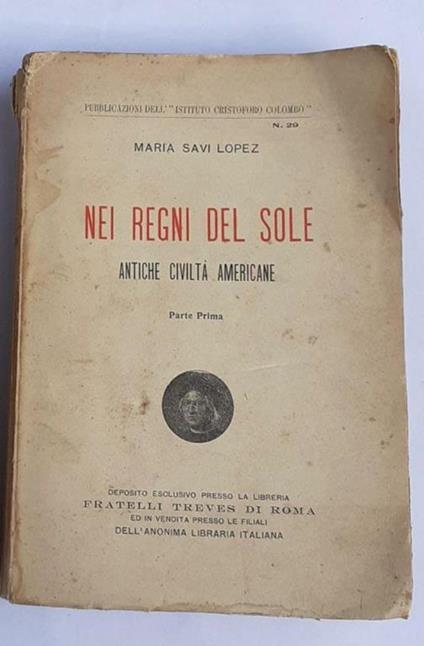 PUBBLICAZIONI DELL'"ISTITUTO CRISTOFORO COLOMBO"
N. 29
MARIA SAVI LOPEZ
NEI REGNI DEL SOLE
ANTICHE CIVILTÀ AMERICANE
Parte Prima
DEPOSITO ESCLUSIVO PRESSO LA LIBRERIA
FRATELLI TREVES DI ROMA
ED IN VENDITA PRESSO LE FILIALI
DELL'ANONIMA LIBRARIA ITALIANA